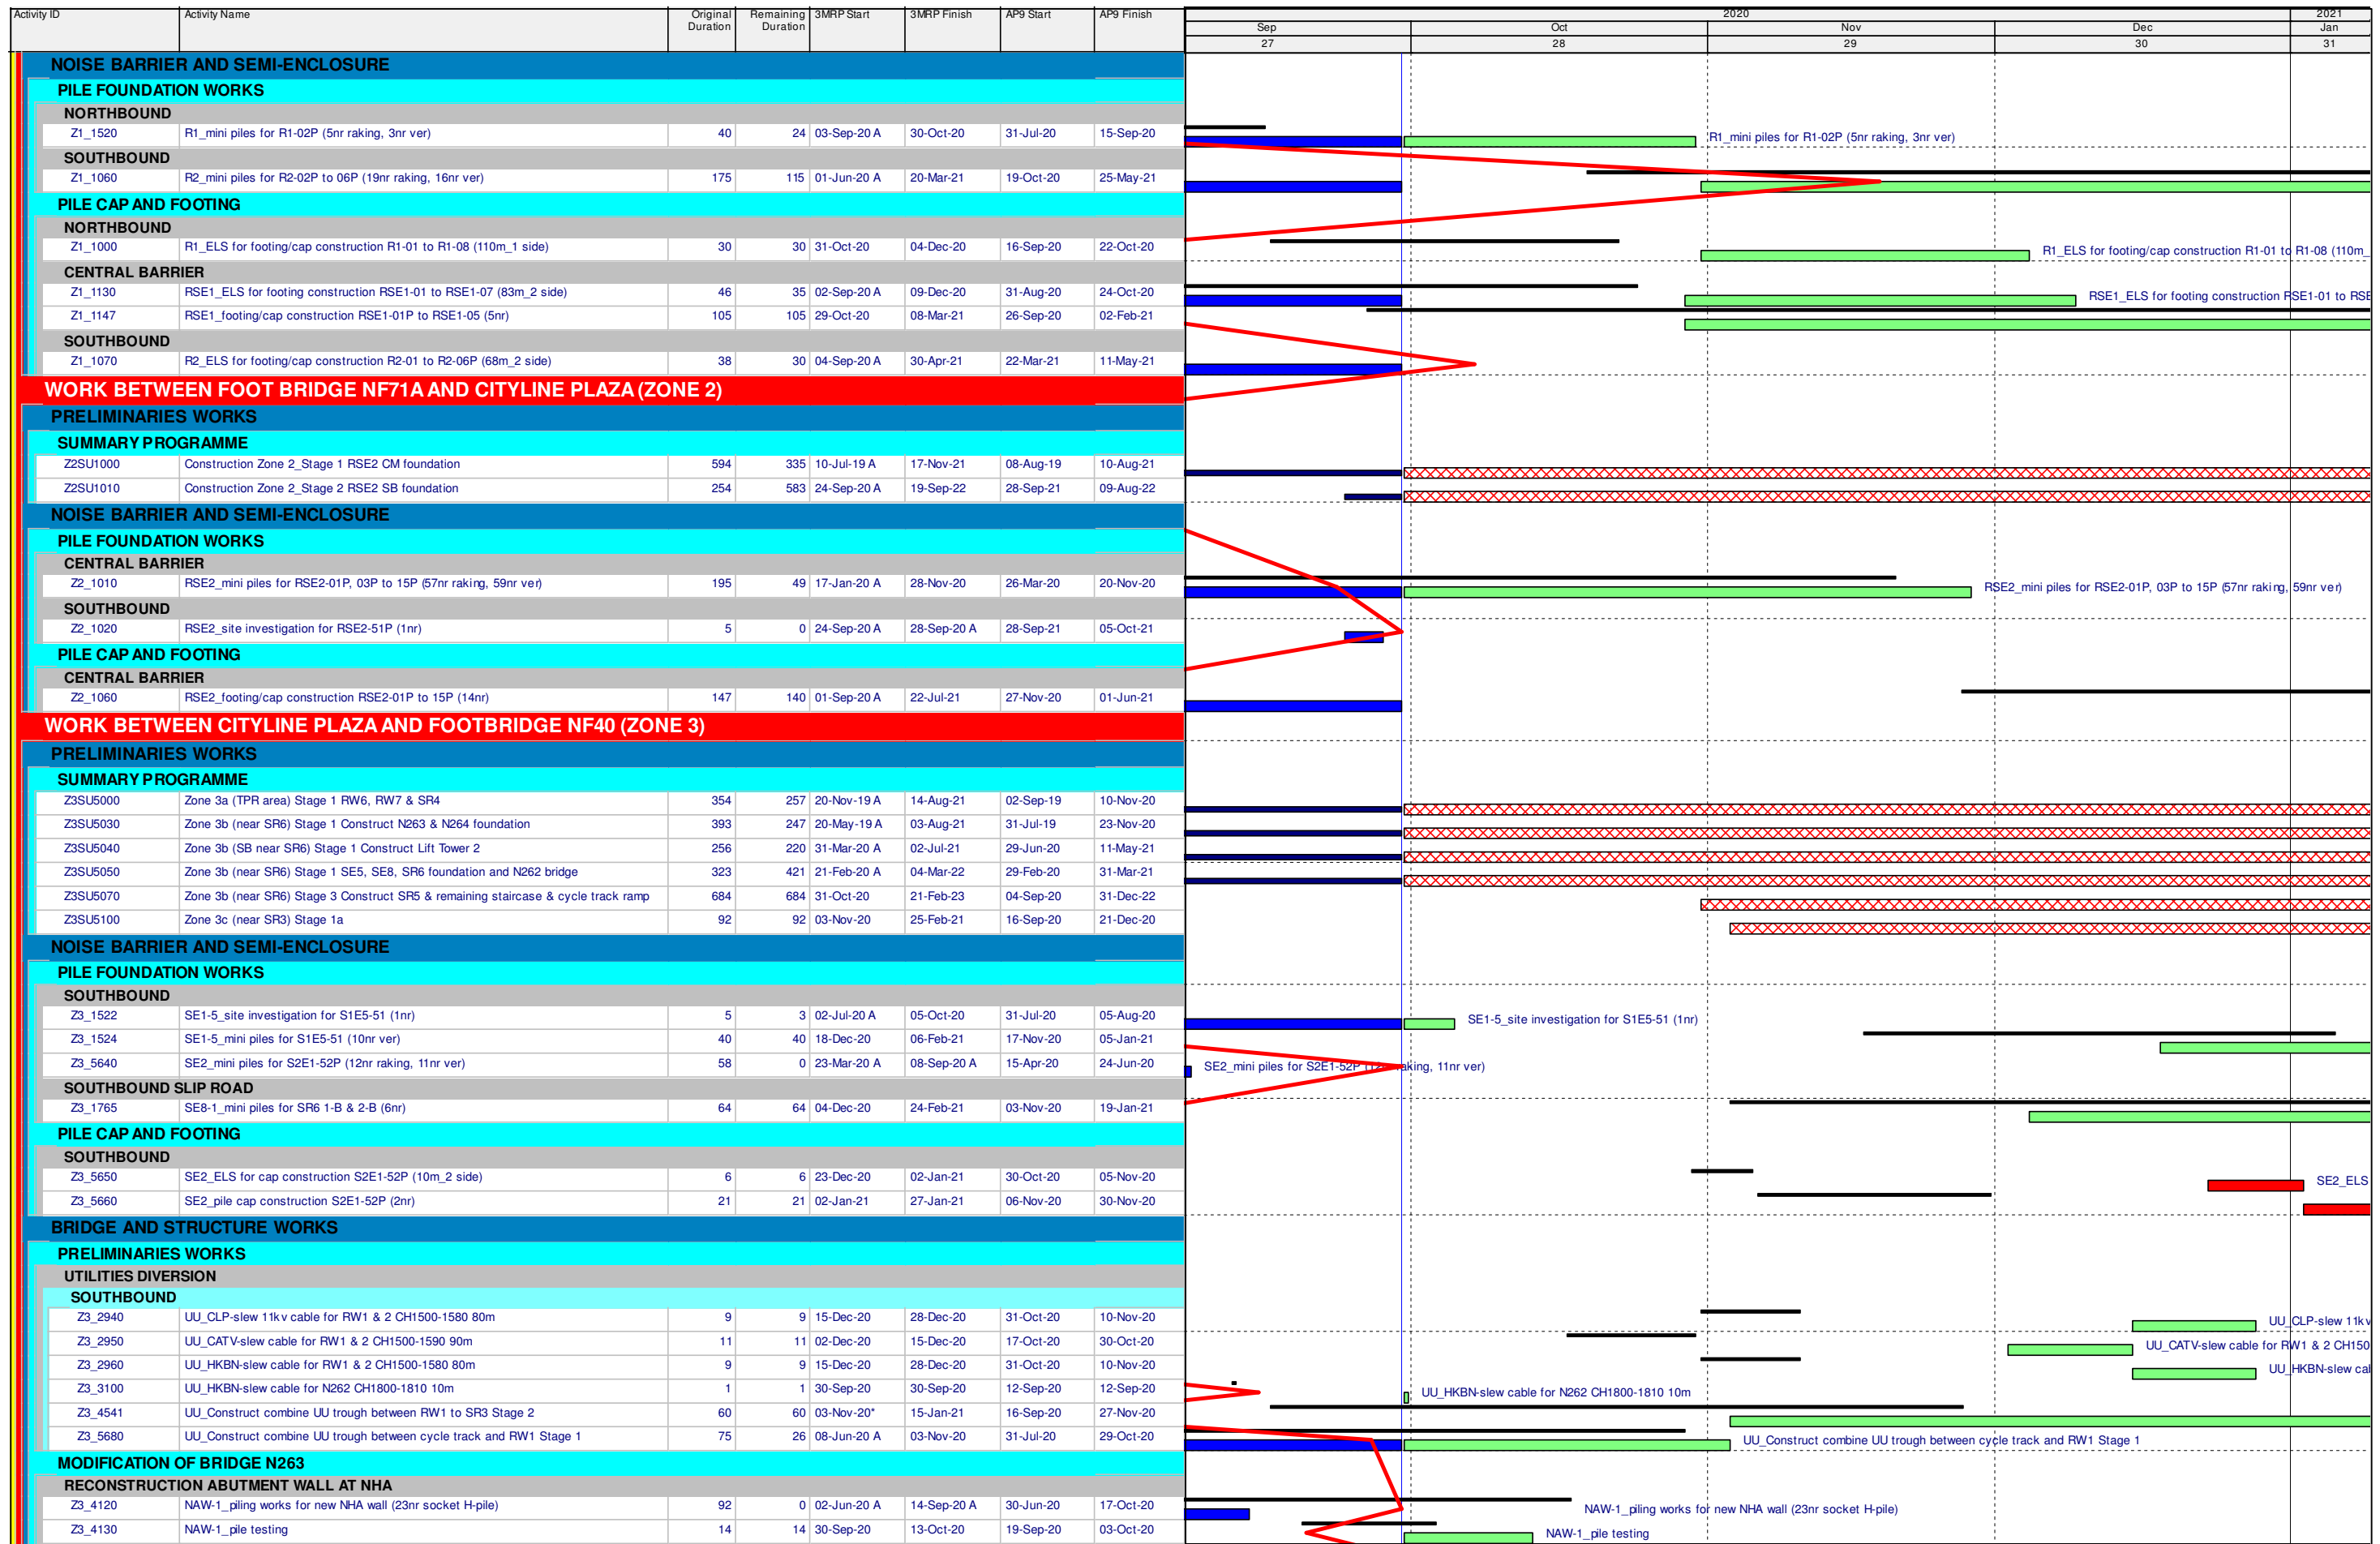 Activity ID Activity Name Original Duration Remaining Duration 3MRP Start 3MRP Finish AP9 Start AP9 Finish 2020 2021
Sep Oct Nov Dec Jan
27 28 29 30 31
NOISE BARRIER AND SEMI-ENCLOSURE
PILE FOUNDATION WORKS
NORTHBOUND
Z1_1520 R1_mini piles for R1-02P (5nr raking, 3nr ver) 40 24 03-Sep-20 A 30-Oct-20 31-Jul-20 15-Sep-20 R1_mini piles for R1-02P (5nr raking, 3nr ver)
SOUTHBOUND
Z1_1060 R2_mini piles for R2-02P to 06P (19nr raking, 16nr ver) 175 115 01-Jun-20 A 20-Mar-21 19-Oct-20 25-May-21
PILE CAP AND FOOTING
NORTHBOUND
Z1_1000 R1_ELS for footing/cap construction R1-01 to R1-08 (110m_1 side) 30 30 31-Oct-20 04-Dec-20 16-Sep-20 22-Oct-20 R1_ELS for footing/cap construction R1-01 to R1-08 (110m_
CENTRAL BARRIER
Z1_1130 RSE1_ELS for footing construction RSE1-01 to RSE1-07 (83m_2 side) 46 35 02-Sep-20 A 09-Dec-20 31-Aug-20 24-Oct-20 RSE1_ELS for footing construction RSE1-01 to RSE
Z1_1147 RSE1_footing/cap construction RSE1-01P to RSE1-05 (5nr) 105 105 29-Oct-20 08-Mar-21 26-Sep-20 02-Feb-21
SOUTHBOUND
Z1_1070 R2_ELS for footing/cap construction R2-01 to R2-06P (68m_2 side) 38 30 04-Sep-20 A 30-Apr-21 22-Mar-21 11-May-21
WORK BETWEEN FOOT BRIDGE NF71A AND CITYLINE PLAZA (ZONE 2)
PRELIMINARIES WORKS
SUMMARY PROGRAMME
Z2SU1000 Construction Zone 2_Stage 1 RSE2 CM foundation 594 335 10-Jul-19 A 17-Nov-21 08-Aug-19 10-Aug-21
Z2SU1010 Construction Zone 2_Stage 2 RSE2 SB foundation 254 583 24-Sep-20 A 19-Sep-22 28-Sep-21 09-Aug-22
NOISE BARRIER AND SEMI-ENCLOSURE
PILE FOUNDATION WORKS
CENTRAL BARRIER
Z2_1010 RSE2_mini piles for RSE2-01P, 03P to 15P (57nr raking, 59nr ver) 195 49 17-Jan-20 A 28-Nov-20 26-Mar-20 20-Nov-20 RSE2_mini piles for RSE2-01P, 03P to 15P (57nr raking, 59nr ver)
SOUTHBOUND
Z2_1020 RSE2_site investigation for RSE2-51P (1nr) 5 0 24-Sep-20 A 28-Sep-20 A 28-Sep-21 05-Oct-21
PILE CAP AND FOOTING
CENTRAL BARRIER
Z2_1060 RSE2_footing/cap construction RSE2-01P to 15P (14nr) 147 140 01-Sep-20 A 22-Jul-21 27-Nov-20 01-Jun-21
WORK BETWEEN CITYLINE PLAZA AND FOOTBRIDGE NF40 (ZONE 3)
PRELIMINARIES WORKS
SUMMARY PROGRAMME
Z3SU5000 Zone 3a (TPR area) Stage 1 RW6, RW7 & SR4 354 257 20-Nov-19 A 14-Aug-21 02-Sep-19 10-Nov-20
Z3SU5030 Zone 3b (near SR6) Stage 1 Construct N263 & N264 foundation 393 247 20-May-19 A 03-Aug-21 31-Jul-19 23-Nov-20
Z3SU5040 Zone 3b (SB near SR6) Stage 1 Construct Lift Tower 2 256 220 31-Mar-20 A 02-Jul-21 29-Jun-20 11-May-21
Z3SU5050 Zone 3b (near SR6) Stage 1 SE5, SE8, SR6 foundation and N262 bridge 323 421 21-Feb-20 A 04-Mar-22 29-Feb-20 31-Mar-21
Z3SU5070 Zone 3b (near SR6) Stage 3 Construct SR5 & remaining staircase & cycle track ramp 684 684 31-Oct-20 21-Feb-23 04-Sep-20 31-Dec-22
Z3SU5100 Zone 3c (near SR3) Stage 1a 92 92 03-Nov-20 25-Feb-21 16-Sep-20 21-Dec-20
NOISE BARRIER AND SEMI-ENCLOSURE
PILE FOUNDATION WORKS
SOUTHBOUND
Z3_1522 SE1-5_site investigation for S1E5-51 (1nr) 5 3 02-Jul-20 A 05-Oct-20 31-Jul-20 05-Aug-20 SE1-5_site investigation for S1E5-51 (1nr)
Z3_1524 SE1-5_mini piles for S1E5-51 (10nr ver) 40 40 18-Dec-20 06-Feb-21 17-Nov-20 05-Jan-21
Z3_5640 SE2_mini piles for S2E1-52P (12nr raking, 11nr ver) 58 0 23-Mar-20 A 08-Sep-20 A 15-Apr-20 24-Jun-20 SE2_mini piles for S2E1-52P (12nr raking, 11nr ver)
SOUTHBOUND SLIP ROAD
Z3_1765 SE8-1_mini piles for SR6 1-B & 2-B (6nr) 64 64 04-Dec-20 24-Feb-21 03-Nov-20 19-Jan-21
PILE CAP AND FOOTING
SOUTHBOUND
Z3_5650 SE2_ELS for cap construction S2E1-52P (10m_2 side) 6 6 23-Dec-20 02-Jan-21 30-Oct-20 05-Nov-20 SE2_ELS
Z3_5660 SE2_pile cap construction S2E1-52P (2nr) 21 21 02-Jan-21 27-Jan-21 06-Nov-20 30-Nov-20
BRIDGE AND STRUCTURE WORKS
PRELIMINARIES WORKS
UTILITIES DIVERSION
SOUTHBOUND
Z3_2940 UU_CLP-slew 11kv cable for RW1 & 2 CH1500-1580 80m 9 9 15-Dec-20 28-Dec-20 31-Oct-20 10-Nov-20 UU_CLP-slew 11kv
Z3_2950 UU_CATV-slew cable for RW1 & 2 CH1500-1590 90m 11 11 02-Dec-20 15-Dec-20 17-Oct-20 30-Oct-20 UU_CATV-slew cable for RW1 & 2 CH150
Z3_2960 UU_HKBN-slew cable for RW1 & 2 CH1500-1580 80m 9 9 15-Dec-20 28-Dec-20 31-Oct-20 10-Nov-20 UU_HKBN-slew cal
Z3_3100 UU_HKBN-slew cable for N262 CH1800-1810 10m 1 1 30-Sep-20 30-Sep-20 12-Sep-20 12-Sep-20 UU_HKBN-slew cable for N262 CH1800-1810 10m
Z3_4541 UU_Construct combine UU trough between RW1 to SR3 Stage 2 60 60 03-Nov-20* 15-Jan-21 16-Sep-20 27-Nov-20
Z3_5680 UU_Construct combine UU trough between cycle track and RW1 Stage 1 75 26 08-Jun-20 A 03-Nov-20 31-Jul-20 29-Oct-20 UU_Construct combine UU trough between cycle track and RW1 Stage 1
MODIFICATION OF BRIDGE N263
RECONSTRUCTION ABUTMENT WALL AT NHA
Z3_4120 NAW-1_piling works for new NHA wall (23nr socket H-pile) 92 0 02-Jun-20 A 14-Sep-20 A 30-Jun-20 17-Oct-20 NAW-1_piling works for new NHA wall (23nr socket H-pile)
Z3_4130 NAW-1_pile testing 14 14 30-Sep-20 13-Oct-20 19-Sep-20 03-Oct-20 NAW-1_pile testing